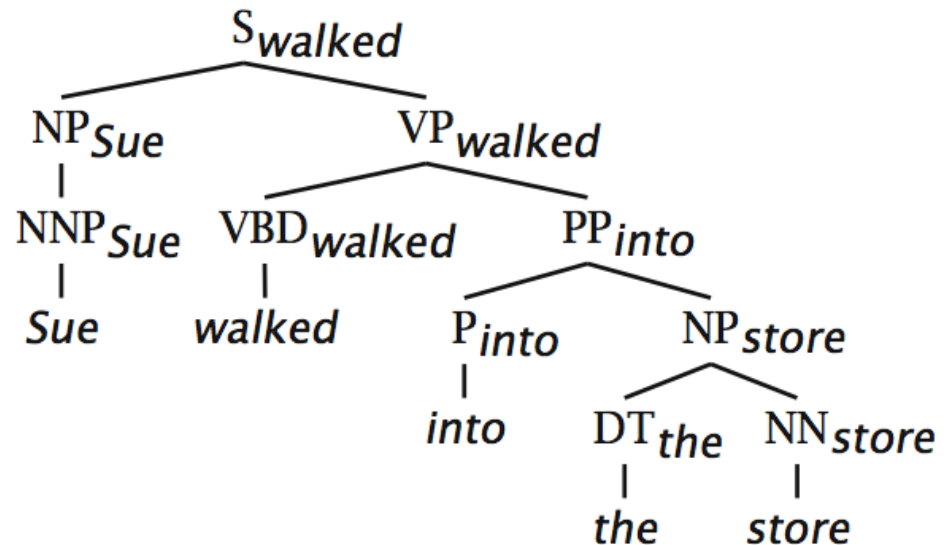 S walked
NP Sue VP walked
NNP Sue VBD walked PP into
Sue walked P into NP store
into DT the NN store
the store